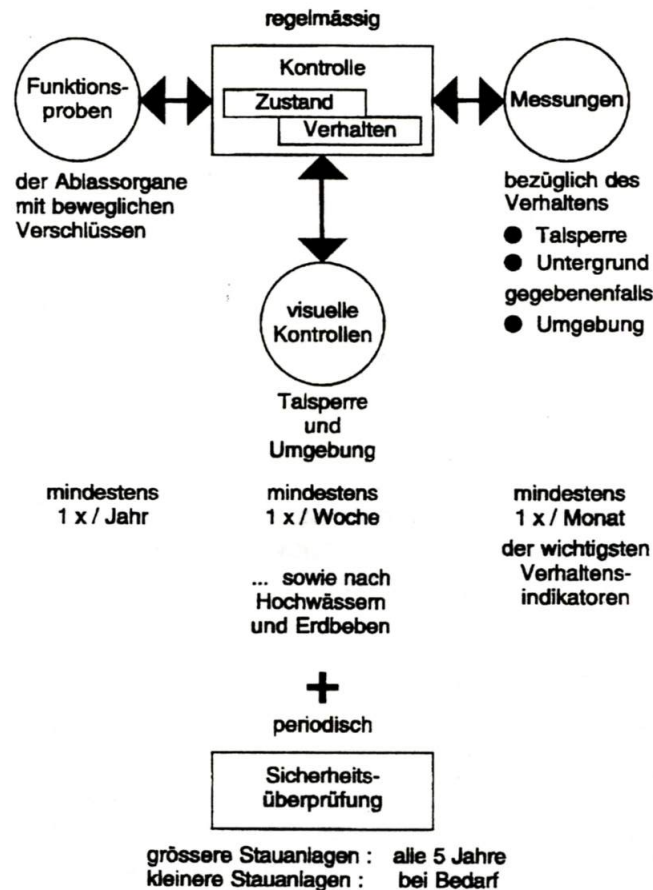 regelmässig
Kontrolle
Zustand
Verhalten
Funktions-
proben
der Ablassorgane
mit beweglichen
Verschlüssen
Messungen
bezüglich des
Verhaltens
● Talsperre
● Untergrund
gegebenenfalls
● Umgebung
visuelle
Kontrollen
Talsperre
und
Umgebung
mindestens
1 x / Jahr
mindestens
1 x / Woche
mindestens
1 x / Monat
der wichtigsten
Verhaltens-
indikatoren
... sowie nach
Hochwässern
und Erdbeben
+
periodisch
Sicherheits-
überprüfung
grössere Stauanlagen : alle 5 Jahre
kleinere Stauanlagen : bei Bedarf